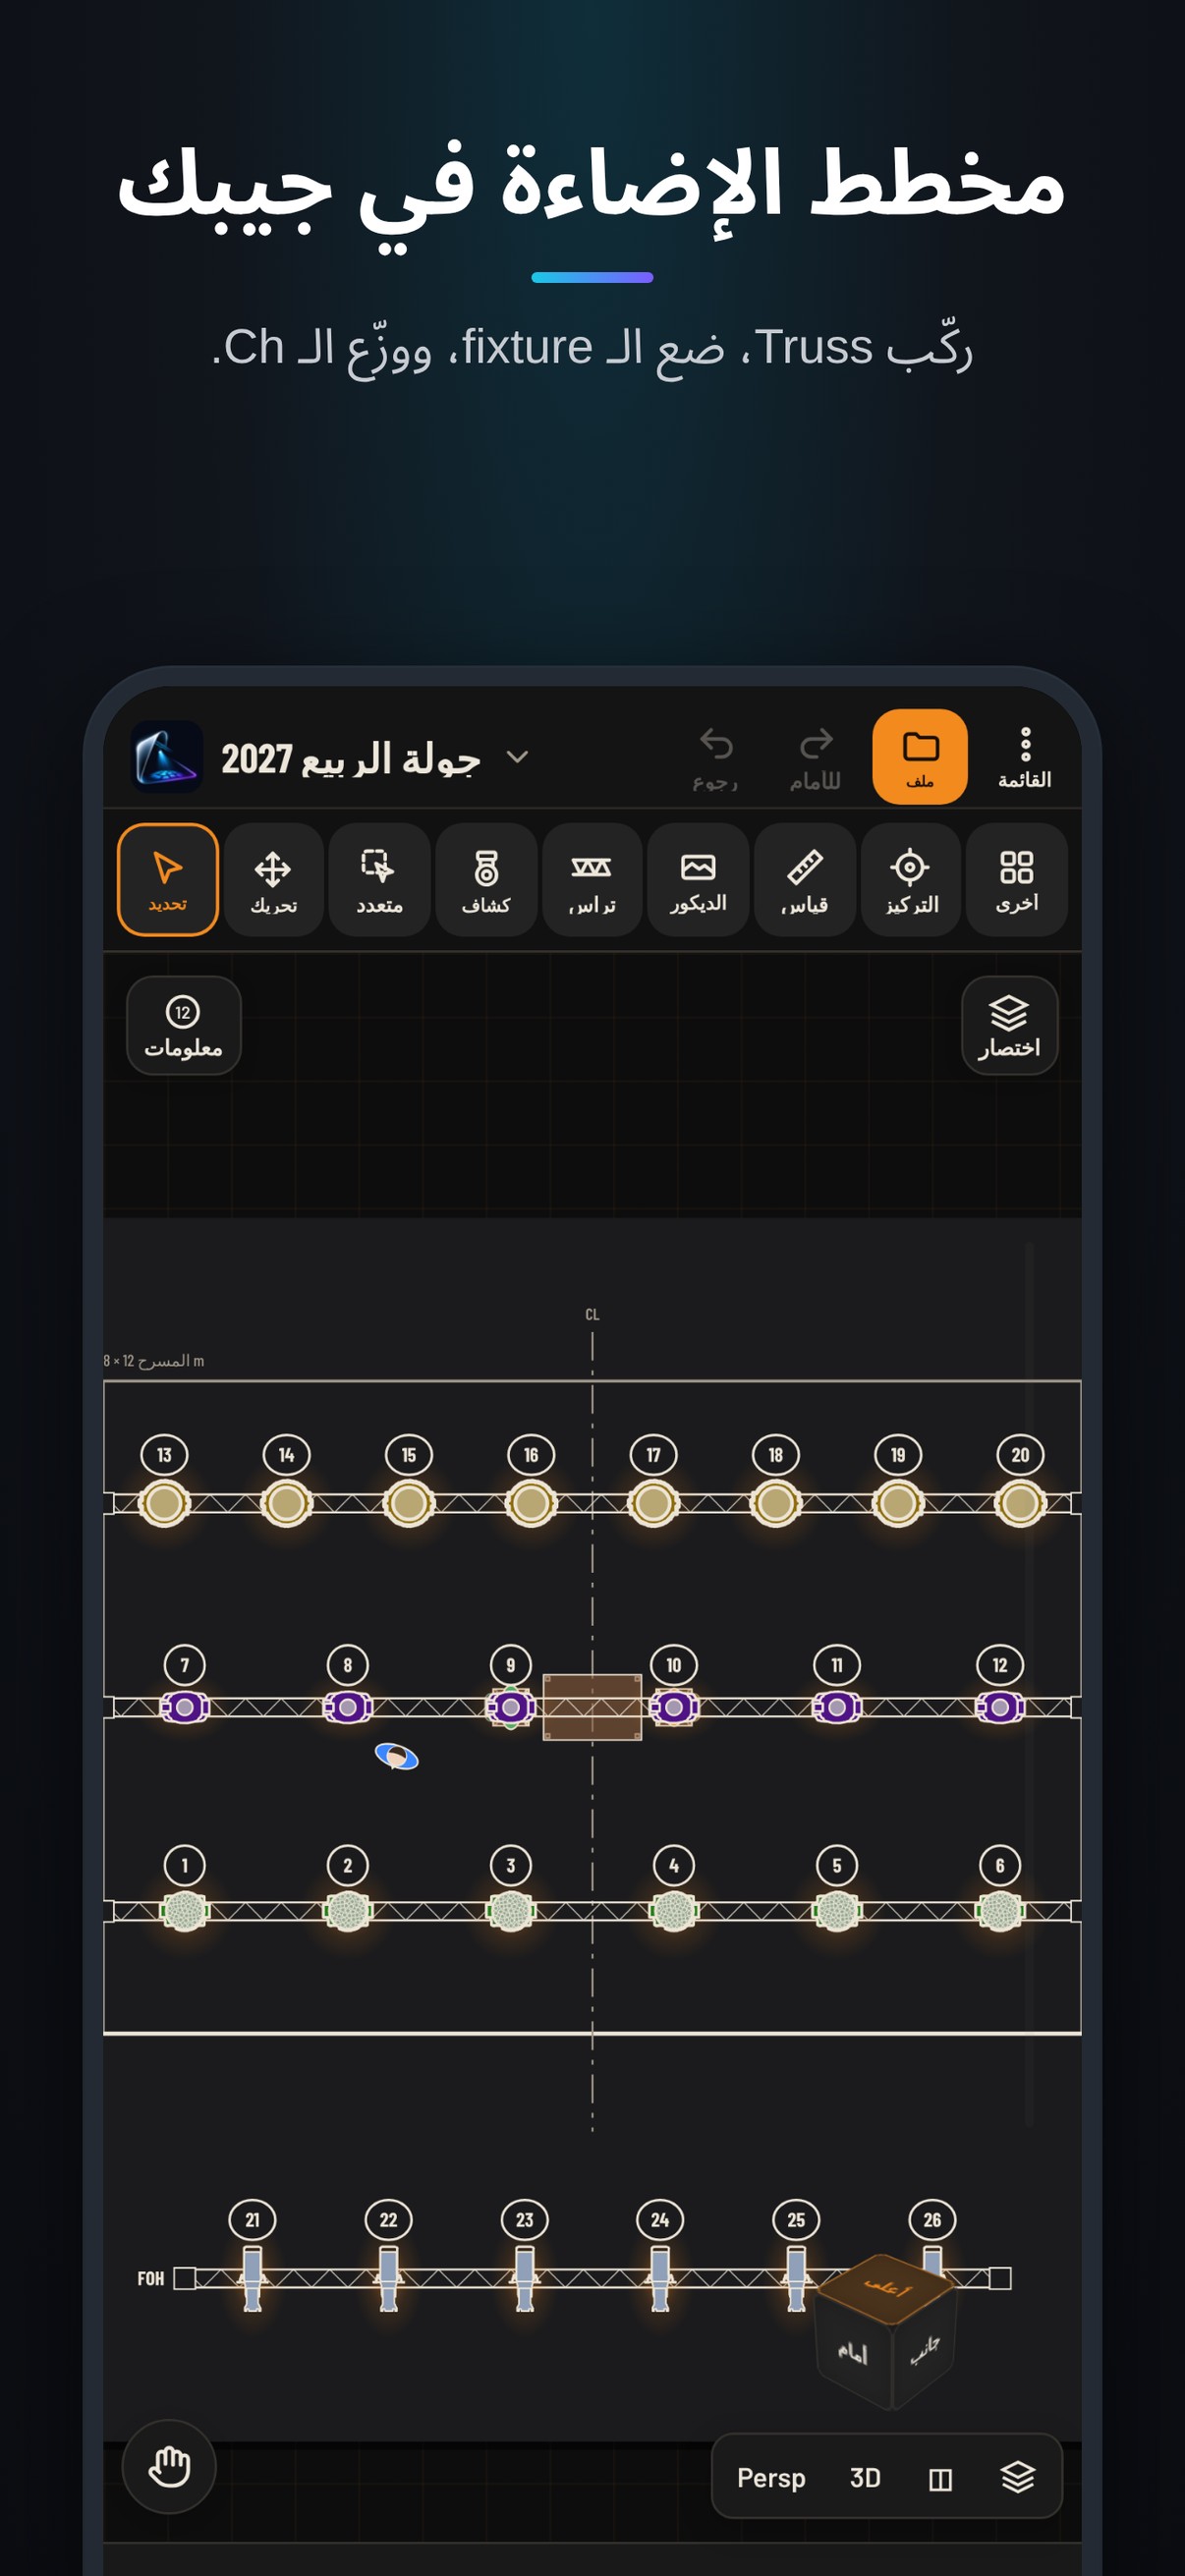 مخطط الإضاءة في جيبك
ركّب Truss، ضع الـ fixture، ووزّع الـ Ch.
جولة الربيع 2027
رجوع
للأمام
ملف
القائمة
تحديد
تحريك
متعدد
كشاف
تراس
الديكور
قياس
التركيز
أخرى
12
معلومات
اختصار
CL
8 × 12 المسرح m
13 14 15 16 17 18 19 20
7 8 9 10 11 12
1 2 3 4 5 6
21 22 23 24 25 26
FOH
أعلى
أمام
جانب
Persp 3D